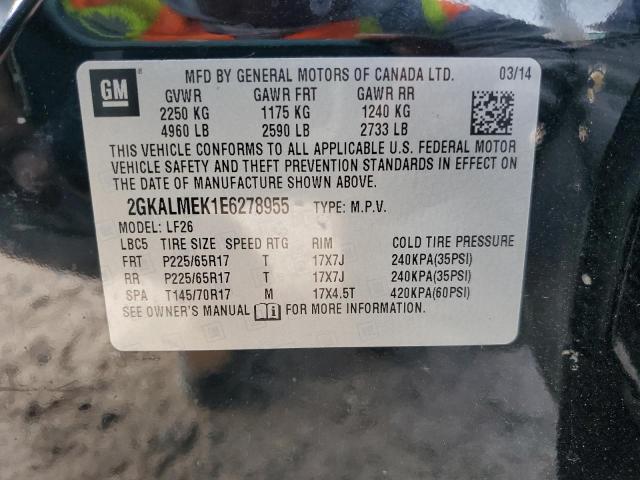 GM
MFD BY GENERAL MOTORS OF CANADA LTD. 03/14
GVWR GAWR FRT GAWR RR
2250 KG 1175 KG 1240 KG
4960 LB 2590 LB 2733 LB
THIS VEHICLE CONFORMS TO ALL APPLICABLE U.S. FEDERAL MOTOR
VEHICLE SAFETY AND THEFT PREVENTION STANDARDS IN EFFECT ON
THE DATE OF MANUFACTURE SHOWN ABOVE.
2GKALMEK1E6278955 TYPE: M.P.V.
MODEL: LF26
LBC5 TIRE SIZE SPEED RTG RIM COLD TIRE PRESSURE
FRT P225/65R17 T 17X7J 240KPA(35PSI)
RR P225/65R17 T 17X7J 240KPA(35PSI)
SPA T145/70R17 M 17X4.5T 420KPA(60PSI)
SEE OWNER'S MANUAL FOR MORE INFORMATION.